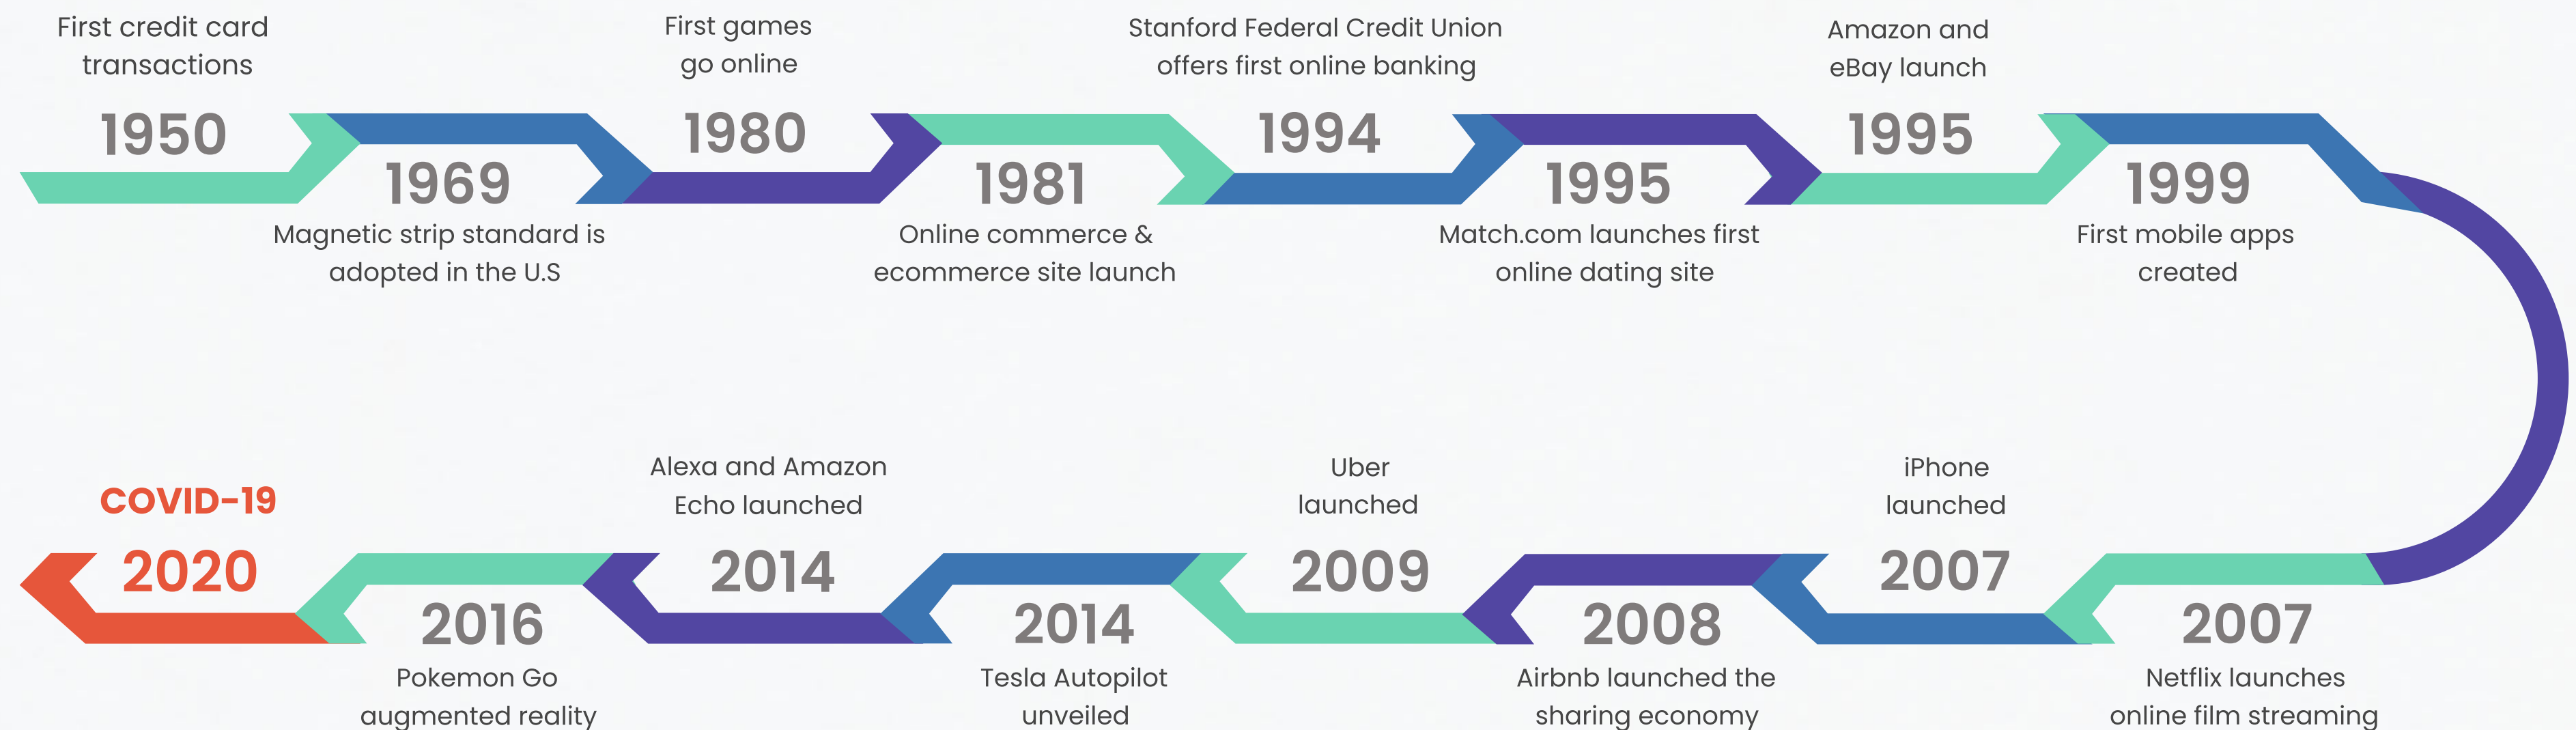 First credit card
transactions
1950
1969
Magnetic strip standard is
adopted in the U.S
First games
go online
1980
1981
Online commerce &
ecommerce site launch
Stanford Federal Credit Union
offers first online banking
1994
1995
Match.com launches first
online dating site
Amazon and
eBay launch
1995
1999
First mobile apps
created
2007
Netflix launches
online film streaming
iPhone
launched
2007
2008
Airbnb launched the
sharing economy
Uber
launched
2009
2014
Tesla Autopilot
unveiled
Alexa and Amazon
Echo launched
2014
2016
Pokemon Go
augmented reality
COVID-19
2020